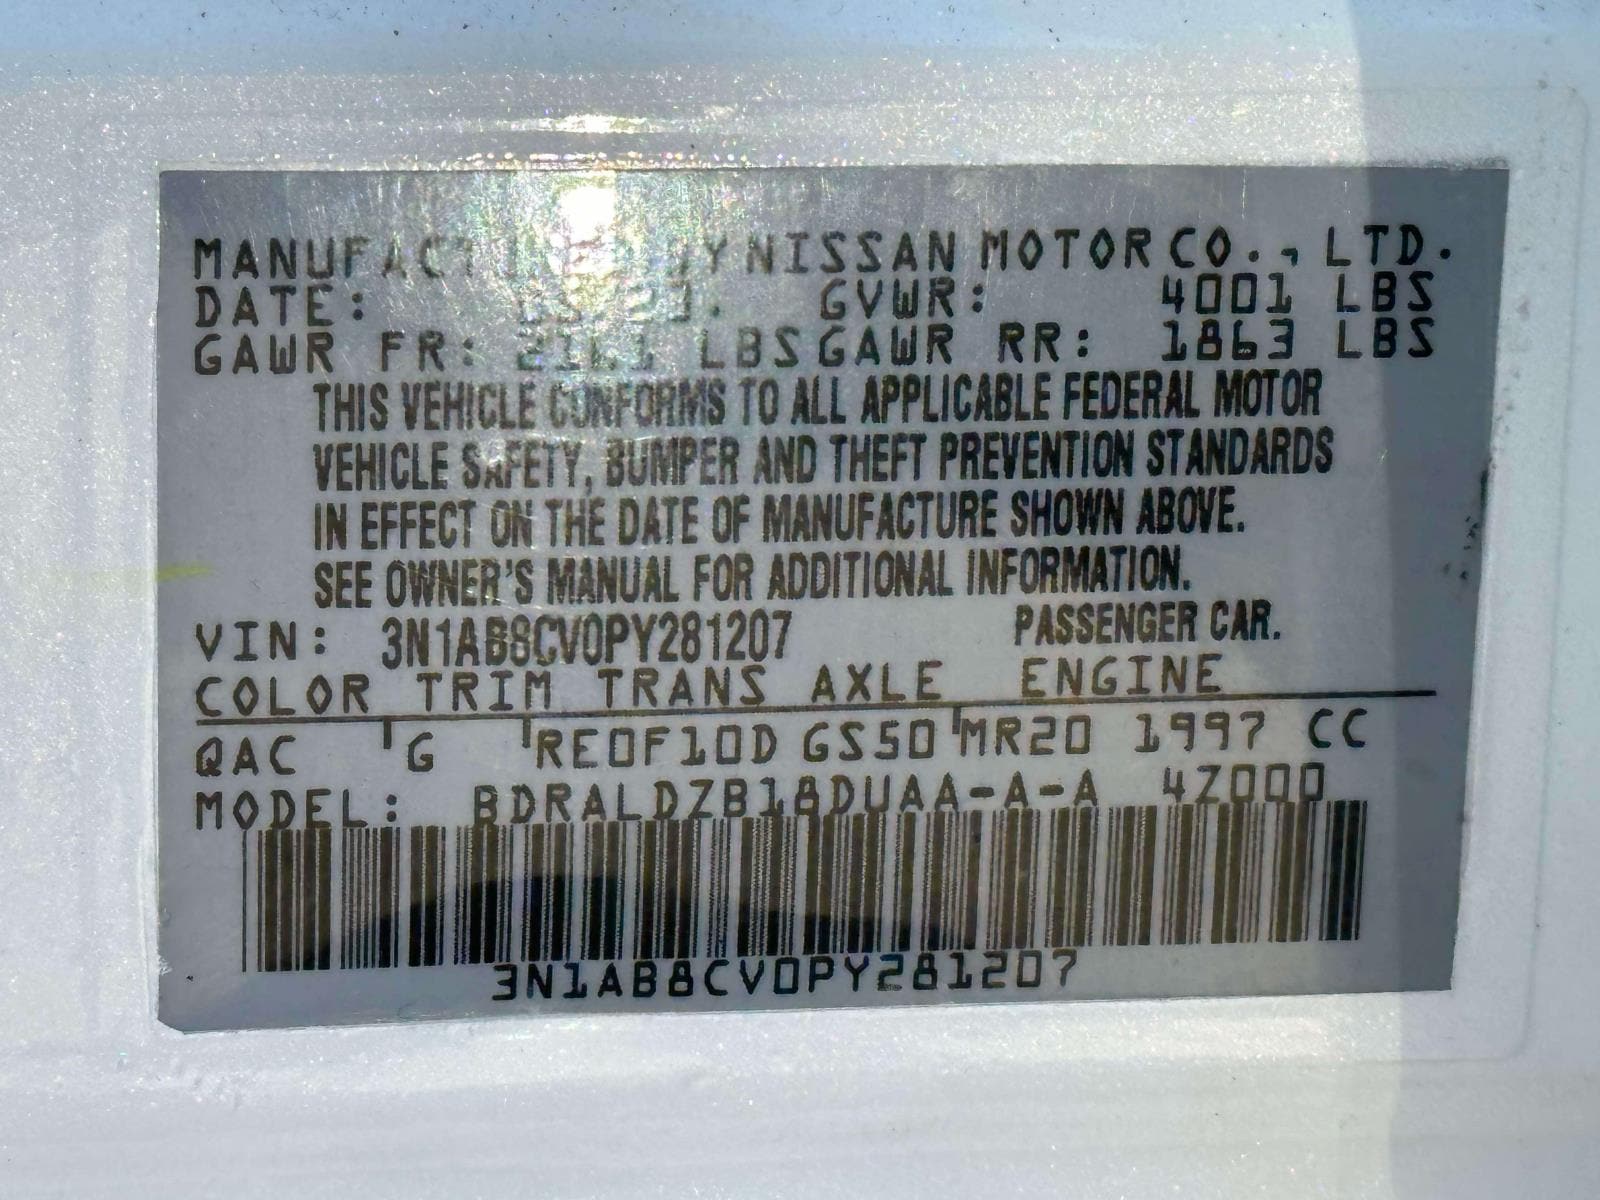 NISSAN MOTOR CO., LTD.
DATE: GVWR: 4001 LBS
GAWR FR: LBS GAWR RR: 1863 LBS
THIS VEHICLE CONFORMS TO ALL APPLICABLE FEDERAL MOTOR
VEHICLE SAFETY, BUMPER AND THEFT PREVENTION STANDARDS
IN EFFECT ON THE DATE OF MANUFACTURE SHOWN ABOVE.
SEE OWNER'S MANUAL FOR ADDITIONAL INFORMATION.
VIN: 3N1AB8CV0PY281207 PASSENGER CAR.
COLOR TRIM TRANS AXLE ENGINE
QAC G RE0F10D GS50 MR20 1997 CC
MODEL: BDRALDZB18DUAA-A-A 4Z000
3N1AB8CV0PY281207